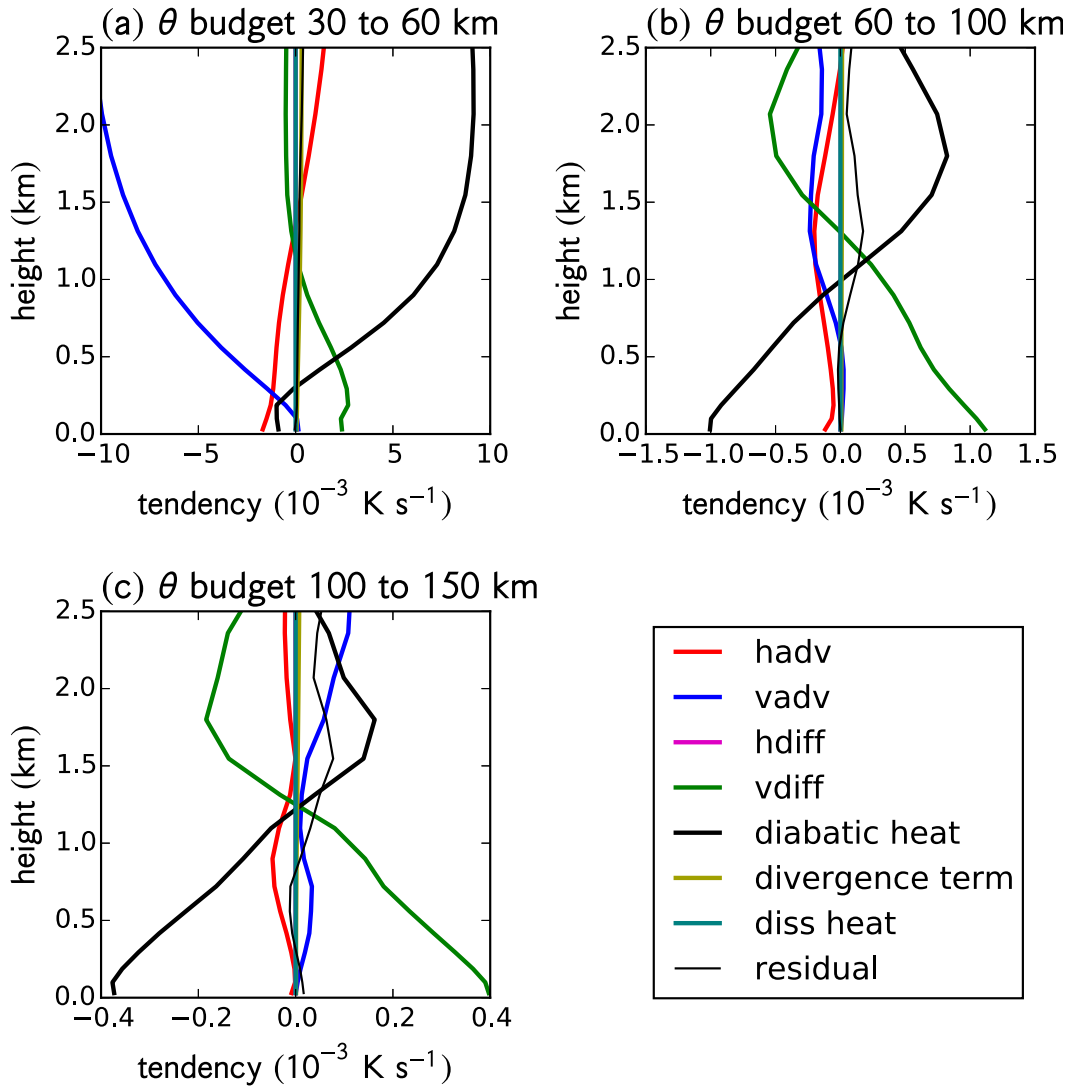 (a) θ budget 30 to 60 km
2.5
2.0
1.5
1.0
0.5
0.0
height (km)
−10
−5
0
5
10
tendency (10⁻³ K s⁻¹)
(b) θ budget 60 to 100 km
2.5
2.0
1.5
1.0
0.5
0.0
height (km)
−1.5
−1.0
−0.5
0.0
0.5
1.0
1.5
tendency (10⁻³ K s⁻¹)
(c) θ budget 100 to 150 km
2.5
2.0
1.5
1.0
0.5
0.0
height (km)
−0.4
−0.2
0.0
0.2
0.4
tendency (10⁻³ K s⁻¹)
hadv
vadv
hdiff
vdiff
diabatic heat
divergence term
diss heat
residual